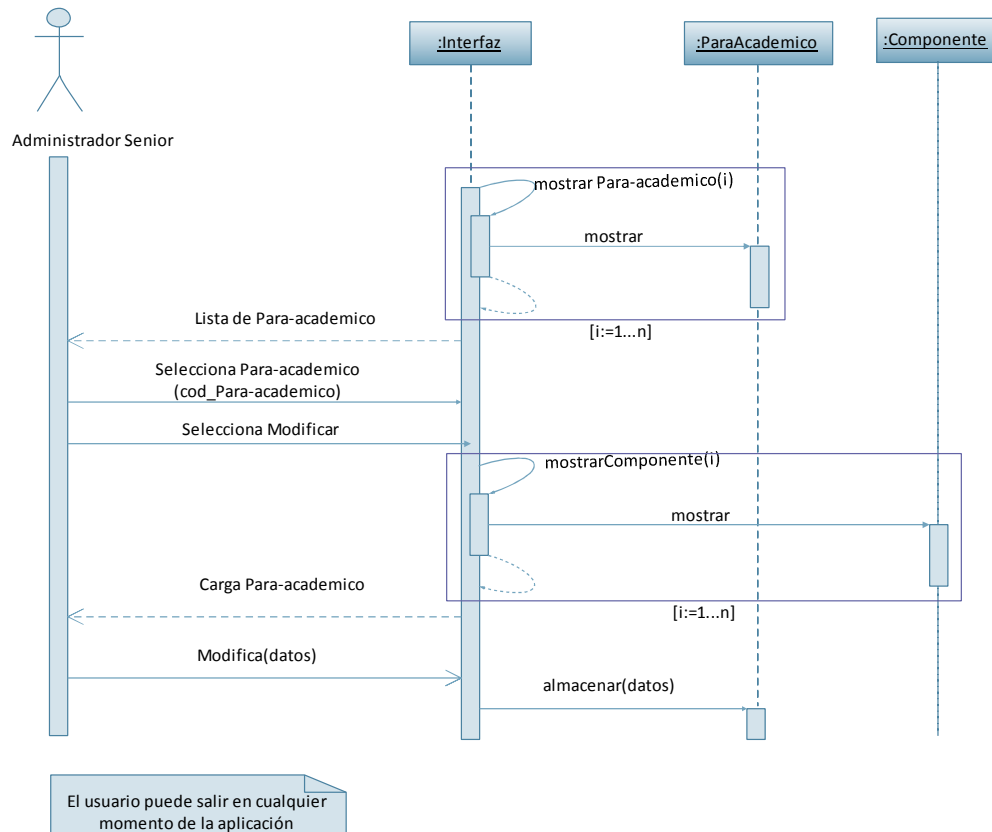 :Interfaz
:ParaAcademico
:Componente
Administrador Senior
mostrar Para-academico(i)
mostrar
Lista de Para-academico
[i:=1...n]
Selecciona Para-academico
(cod_Para-academico)
Selecciona Modificar
mostrarComponente(i)
mostrar
Carga Para-academico
[i:=1...n]
Modifica(datos)
almacenar(datos)
El usuario puede salir en cualquier
momento de la aplicación